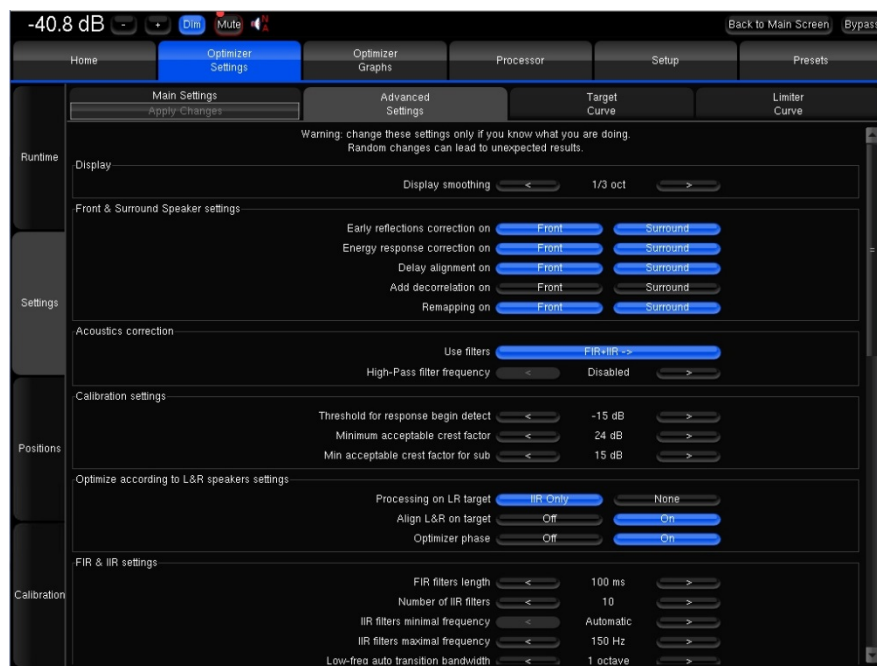 -40.8 dB - + Dim Mute N A Back to Main Screen Bypass
Home Optimizer Settings Optimizer Graphs Processor Setup Presets
Main Settings Apply Changes Advanced Settings Target Curve Limiter Curve
Warning: change these settings only if you know what you are doing.
Random changes can lead to unexpected results.
Runtime
Display
Display smoothing < 1/3 oct >
Front & Surround Speaker settings
Early reflections correction on Front Surround
Energy response correction on Front Surround
Delay alignment on Front Surround
Add decorrelation on Front Surround
Settings
Remapping on Front Surround
Acoustics correction
Use filters FIR+IIR ->
High-Pass filter frequency < Disabled >
Calibration settings
Threshold for response begin detect < -15 dB >
Minimum acceptable crest factor < 24 dB >
Positions
Min acceptable crest factor for sub < 15 dB >
Optimize according to L&R speakers settings
Processing on LR target IIR Only None
Align L&R on target Off On
Optimizer phase Off On
FIR & IIR settings
FIR filters length < 100 ms >
Calibration
Number of IIR filters < 10 >
IIR filters minimal frequency < Automatic >
IIR filters maximal frequency < 150 Hz >
Low-freq auto transition bandwidth < 1 octave >